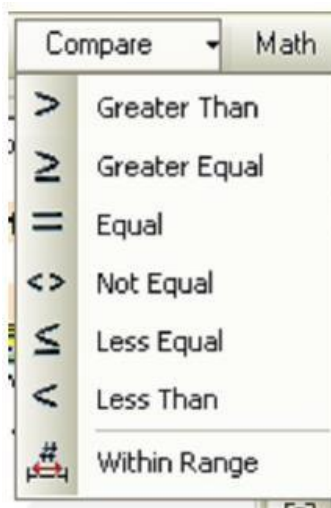 Compare Math
> Greater Than
≥ Greater Equal
= Equal
<> Not Equal
≤ Less Equal
< Less Than
# Within Range